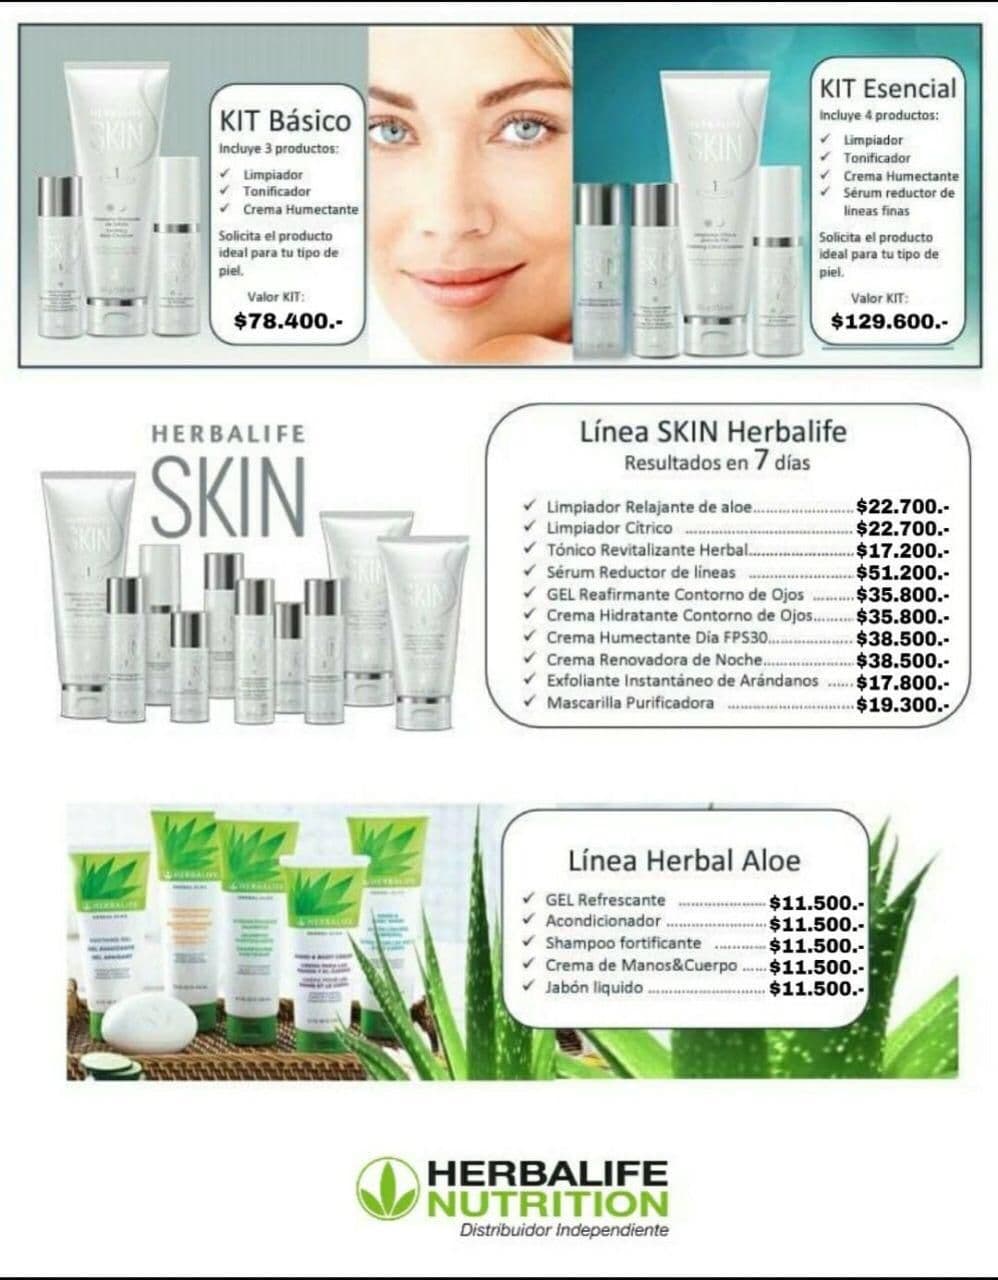 KIT Básico
Incluye 3 productos:
✓ Limpiador
✓ Tonificador
✓ Crema Humectante
Solicita el producto
ideal para tu tipo de
piel.
Valor KIT:
$78.400.-
KIT Esencial
Incluye 4 productos:
✓ Limpiador
✓ Tonificador
✓ Crema Humectante
✓ Sérum reductor de
lineas finas
Solicita el producto
ideal para tu tipo de
piel.
Valor KIT:
$129.600.-
HERBALIFE
SKIN
Línea SKIN Herbalife
Resultados en 7 días
✓ Limpiador Relajante de aloe...................... $22.700.-
✓ Limpiador Cítrico ..................................... $22.700.-
✓ Tónico Revitalizante Herbal....................... $17.200.-
✓ Sérum Reductor de líneas ....................... $51.200.-
✓ GEL Reafirmante Contorno de Ojos ......... $35.800.-
✓ Crema Hidratante Contorno de Ojos......... $35.800.-
✓ Crema Humectante Día FPS30................... $38.500.-
✓ Crema Renovadora de Noche.................... $38.500.-
✓ Exfoliante Instantáneo de Arándanos ...... $17.800.-
✓ Mascarilla Purificadora ............................ $19.300.-
Línea Herbal Aloe
✓ GEL Refrescante .................... $11.500.-
✓ Acondicionador ....................... $11.500.-
✓ Shampoo fortificante ............ $11.500.-
✓ Crema de Manos&Cuerpo ...... $11.500.-
✓ Jabón liquido .......................... $11.500.-
HERBALIFE
HERBALIFE
HERBALIFE
HERBALIFE
HERBALIFE
NUTRITION
Distribuidor Independiente